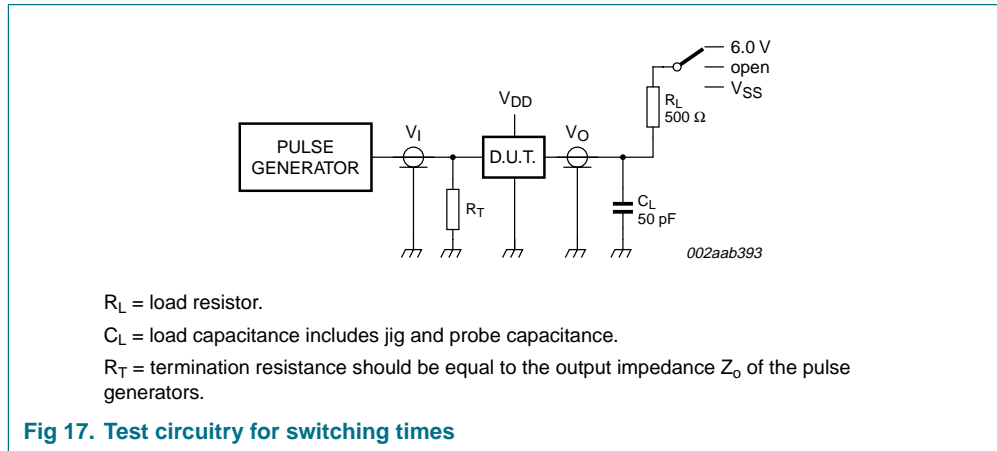 6.0 V
open
VSS
RL
500 Ω
VDD
VI
VO
PULSE
GENERATOR
D.U.T.
RT
CL
50 pF
002aab393
RL = load resistor.
CL = load capacitance includes jig and probe capacitance.
RT = termination resistance should be equal to the output impedance Zo of the pulse
generators.
Fig 17. Test circuitry for switching times